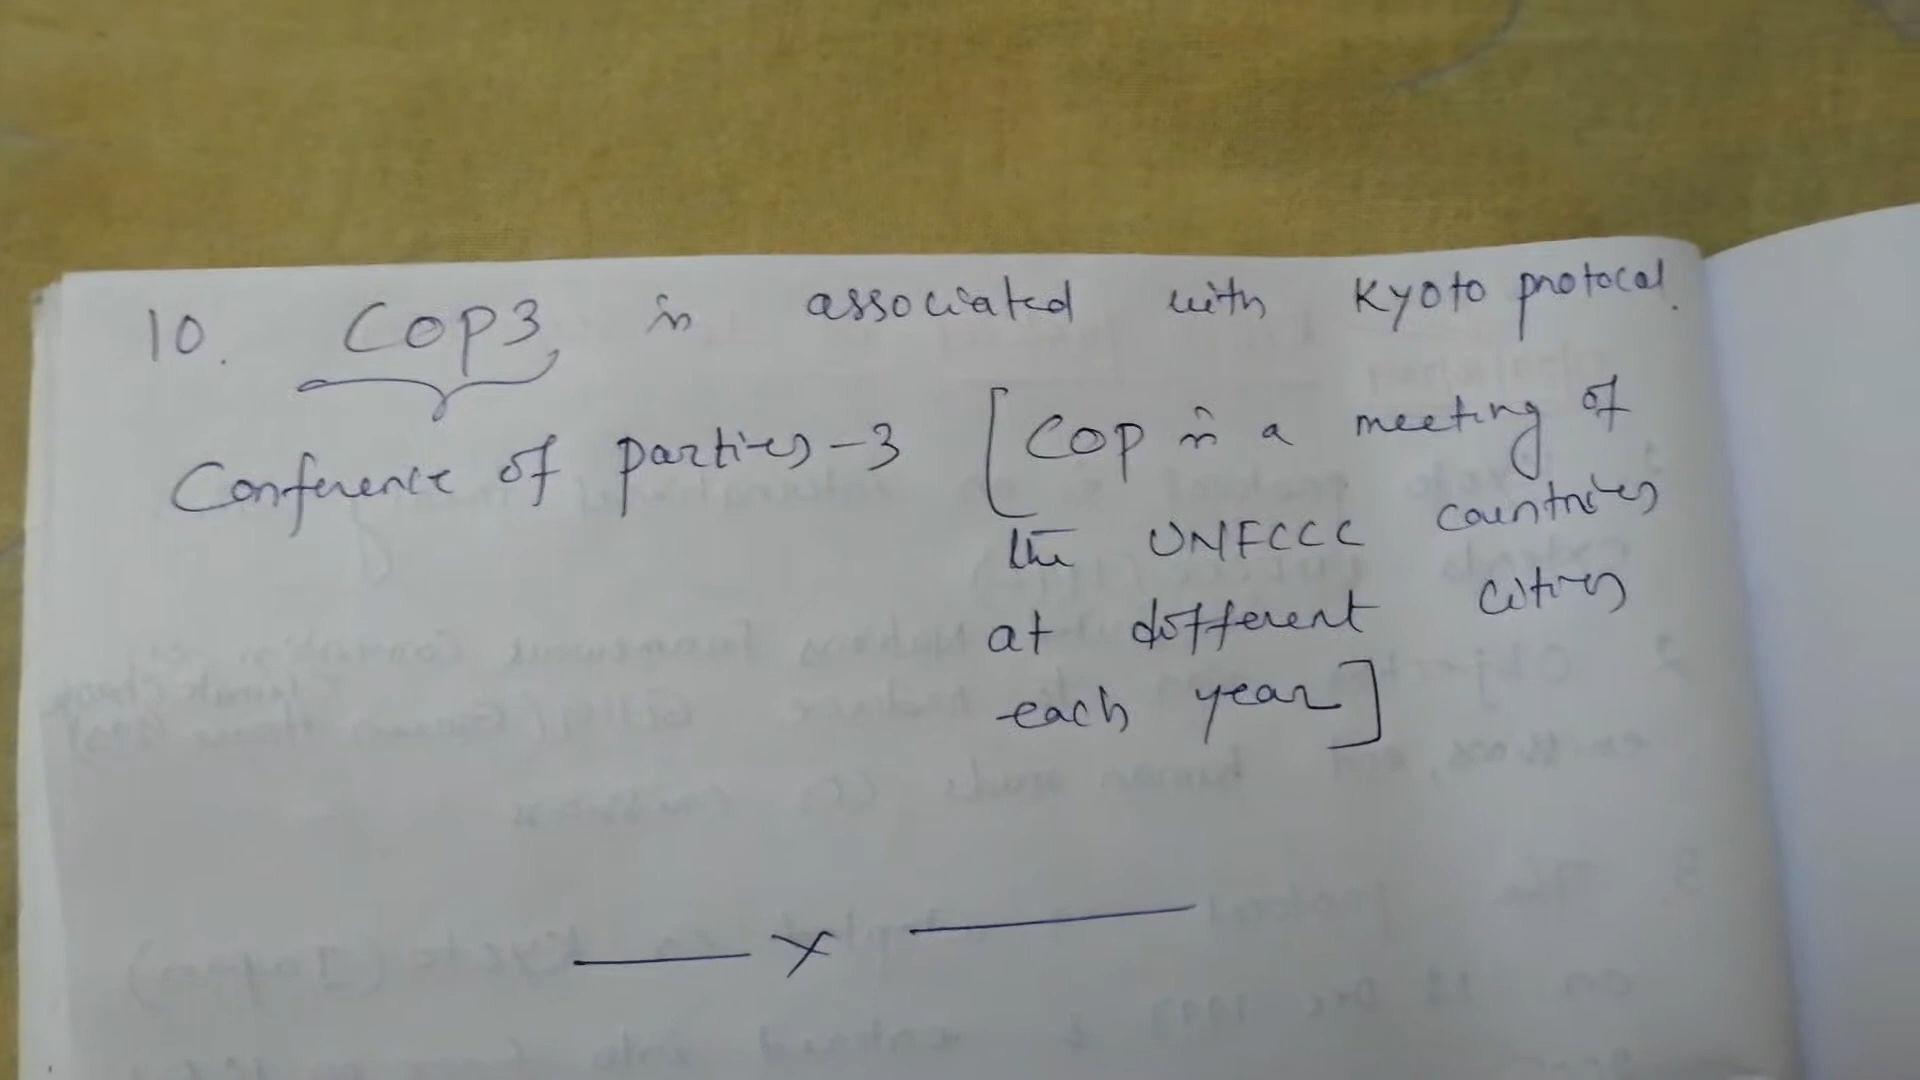 10. COP3 is associated with Kyoto protocal.
Conference of parties-3 [COP is a meeting of
the UNFCCC countries
at different cities
each year]
x